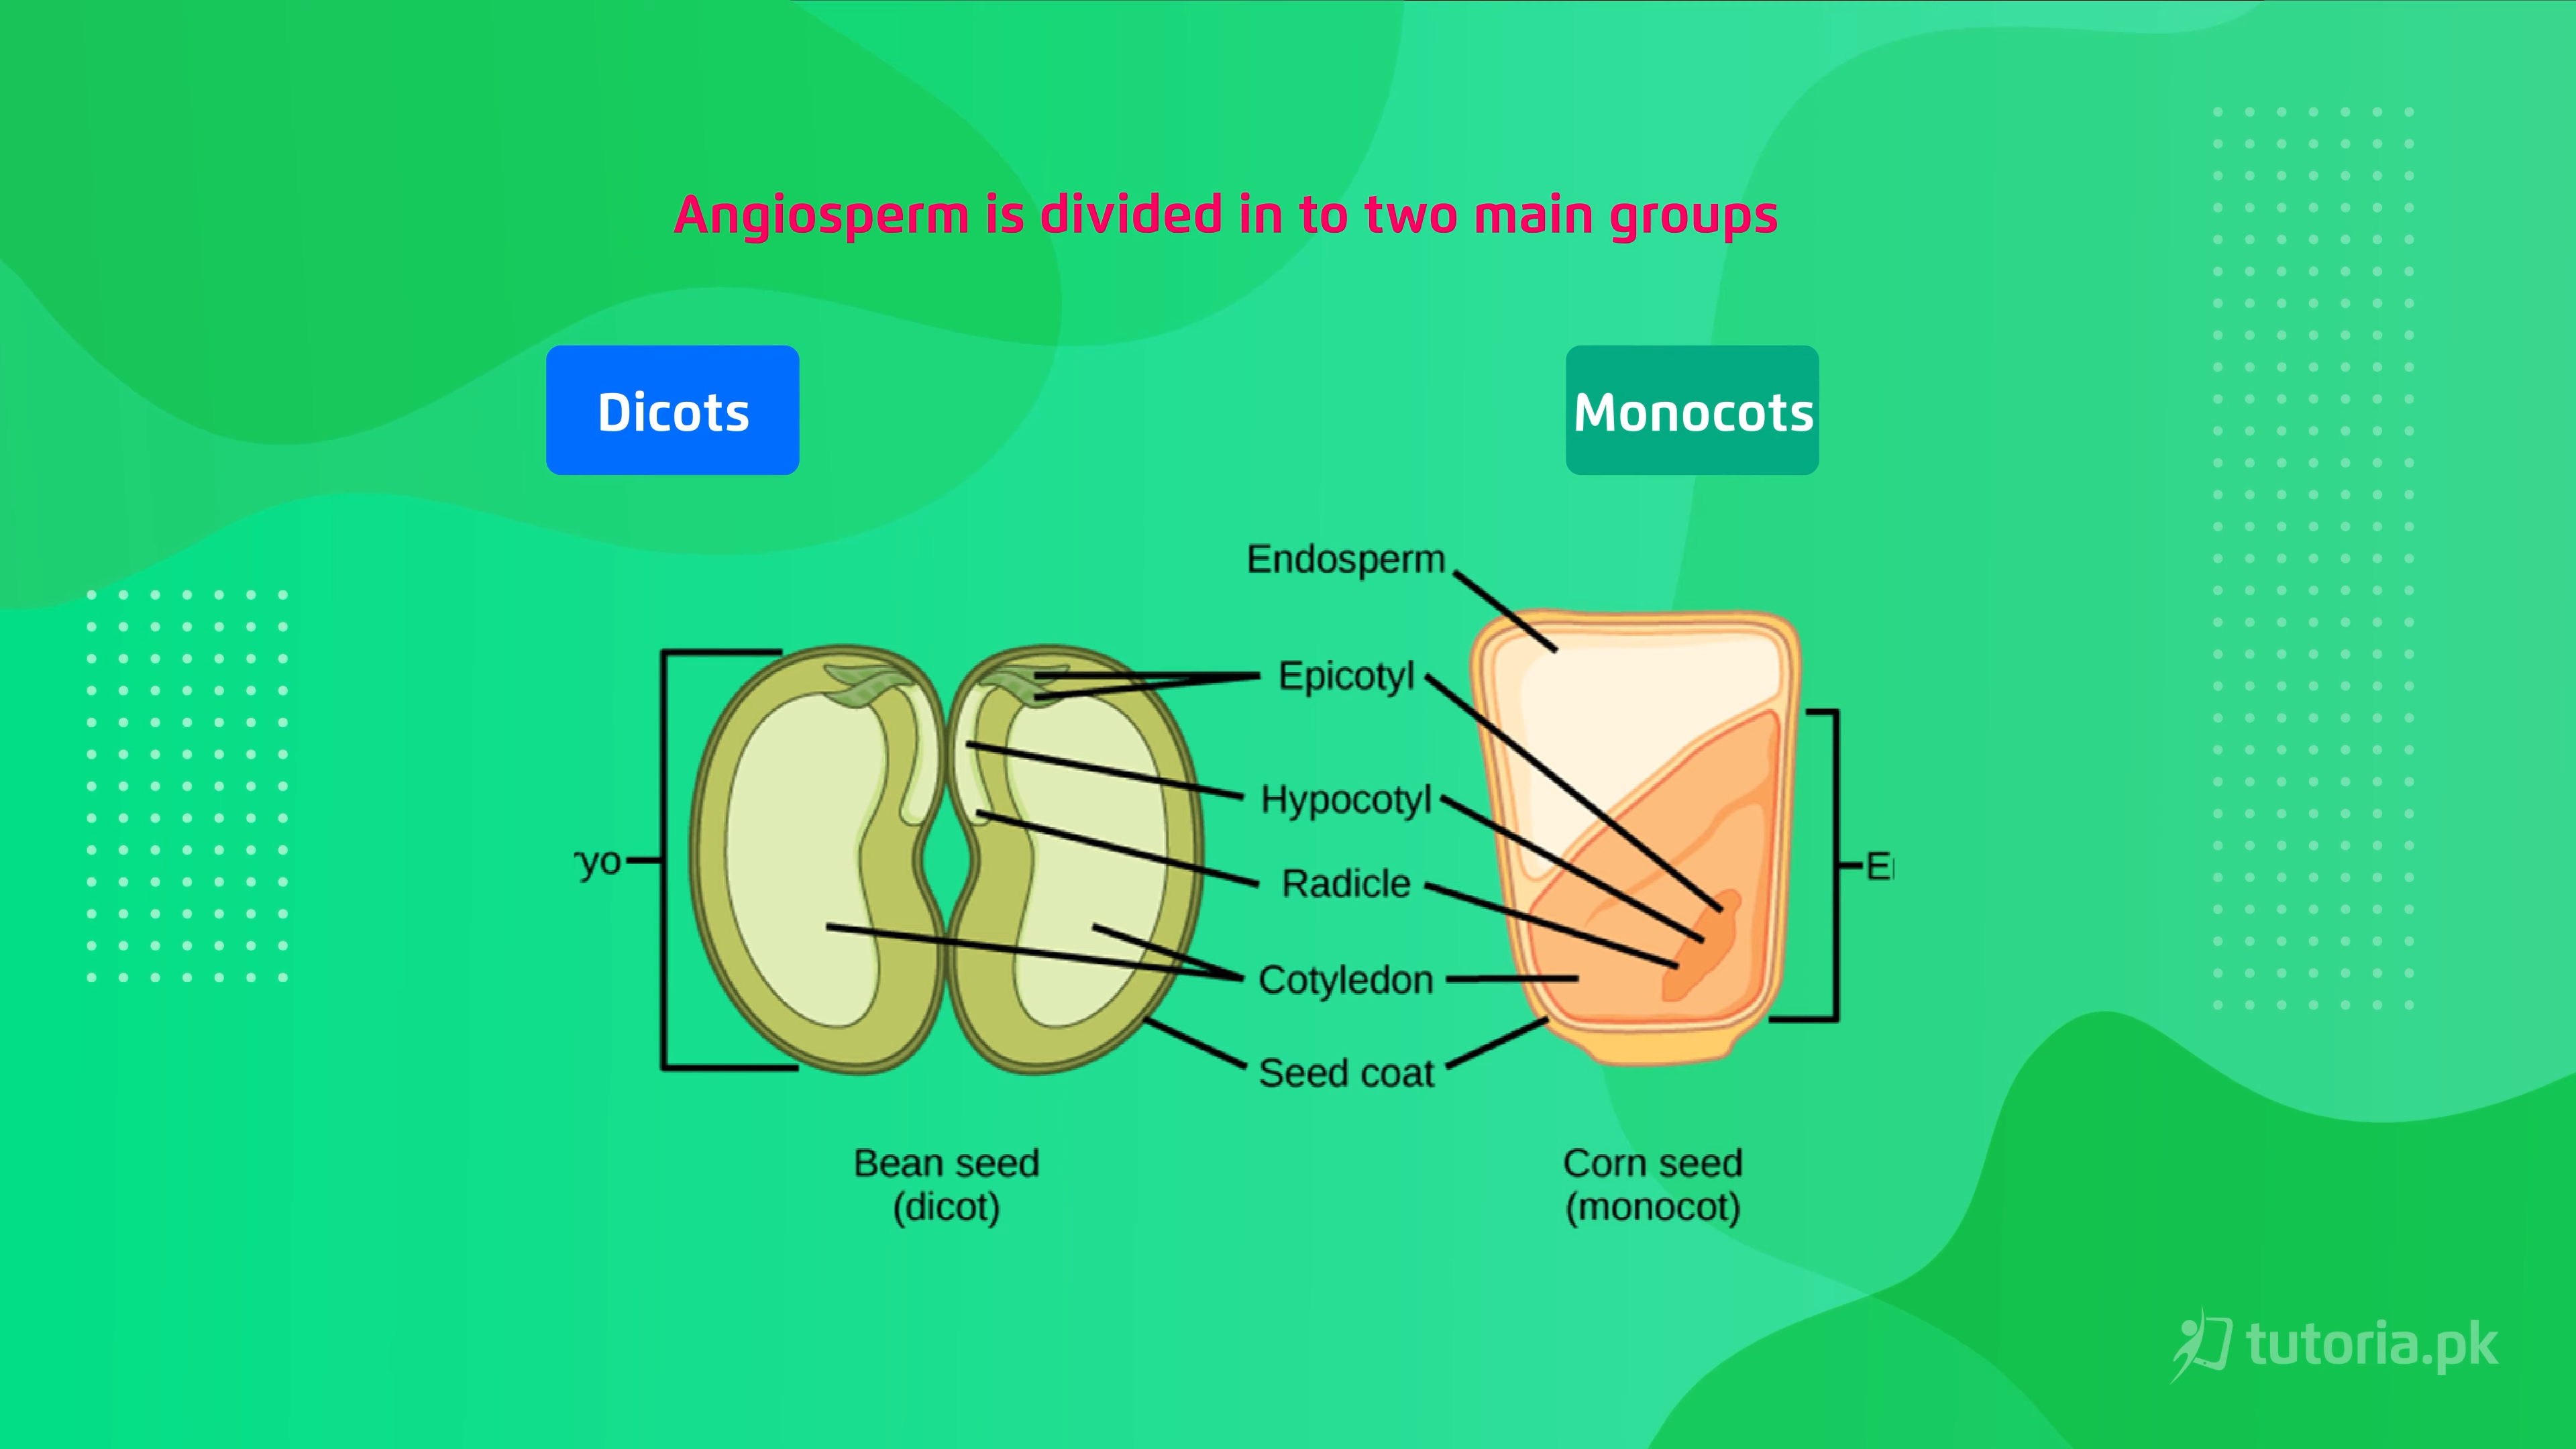 Angiosperm is divided in to two main groups
Dicots
Monocots
Endosperm
Epicotyl
Hypocotyl
Radicle
Cotyledon
Seed coat
yo
E
Bean seed
(dicot)
Corn seed
(monocot)
tutoria.pk